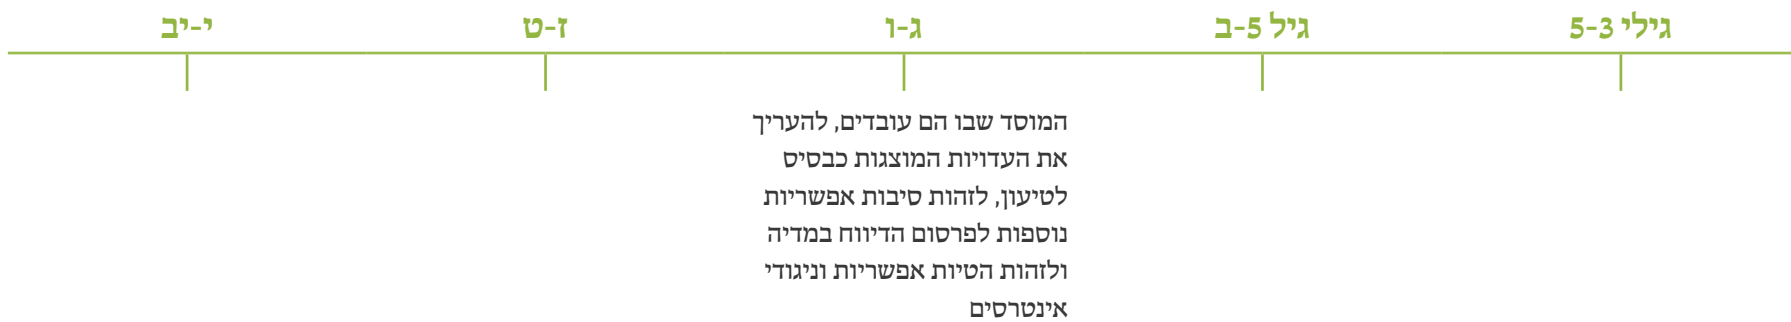 גילי 5-3 גיל 5-ב ג-ו ז-ט י-יב
המוסד שבו הם עובדים, להעריך
את העדויות המוצגות כבסיס
לטיעון, לזהות סיבות אפשריות
נוספות לפרסום הדיווח במדיה
ולזהות הטיות אפשריות וניגודי
אינטרסים